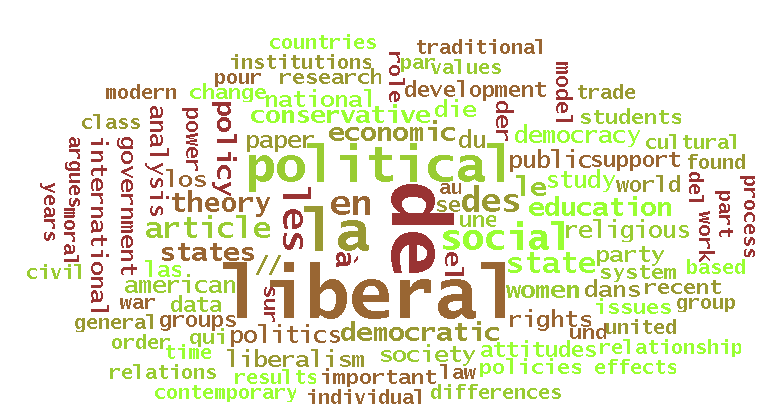 countries
traditional
institutions
role
par
values
pour
research
model
modern
change
national
development
trade
class
analysis
power
policy
conservative
die
der
students
paper
economic
du
democracy
cultural
argues
international
government
los
political
public
support
found
years
moral
theory
les
en
la
de
au
se
des
le
study
world
del
work
part
process
article
une
education
religious
states
à
el
social
state
party
civil
las
//
liberal
system
based
american
sur
women
dans
recent
war
data
issues
group
general
groups
politics
democratic
rights
und
united
order
qui
time
liberalism
society
attitudes
relationship
relations
results
important
law
policies
effects
contemporary
individual
differences